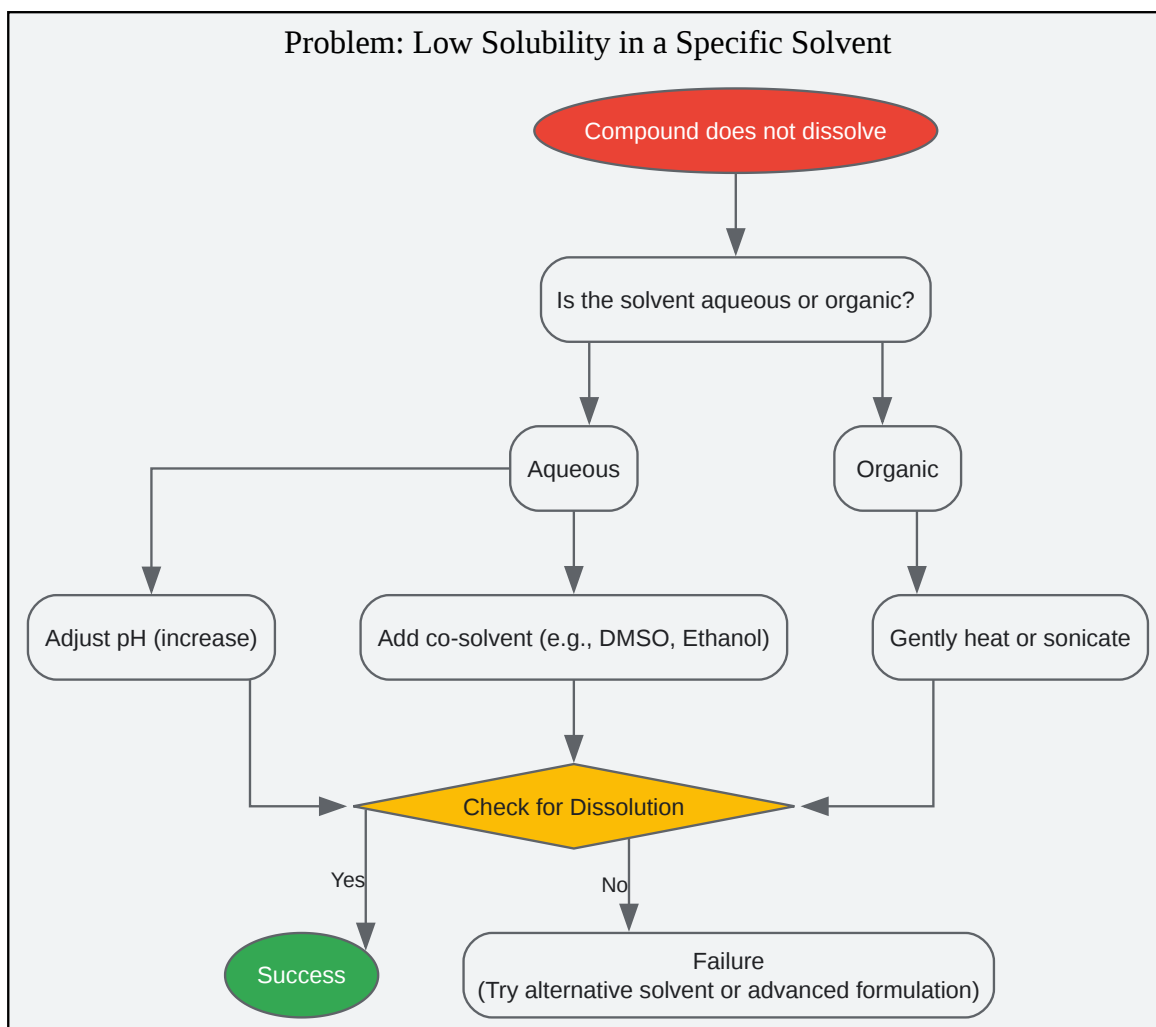 Problem: Low Solubility in a Specific Solvent
Compound does not dissolve
Is the solvent aqueous or organic?
Aqueous
Organic
Adjust pH (increase)
Add co-solvent (e.g., DMSO, Ethanol)
Gently heat or sonicate
Check for Dissolution
Yes
No
Success
Failure
(Try alternative solvent or advanced formulation)